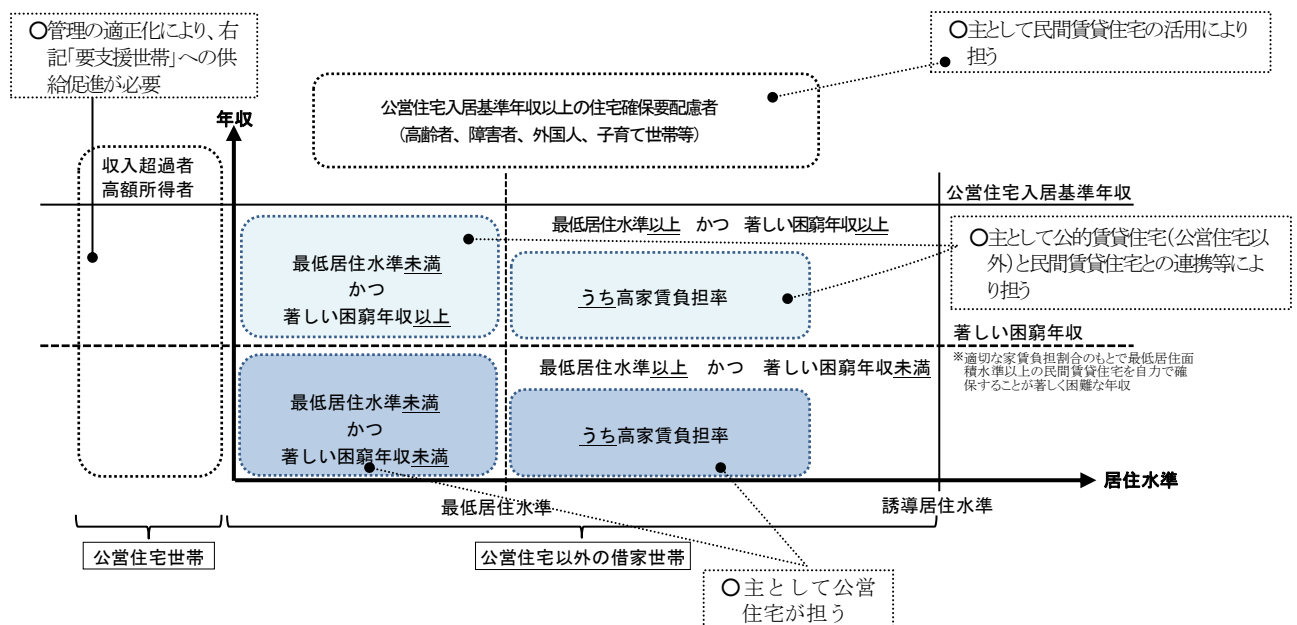 〇管理の適正化により、右
記「要支援世帯」への供
給促進が必要
〇主として民間賃貸住宅の活用により
担う
公営住宅入居基準年収以上の住宅確保要配慮者
（高齢者、障害者、外国人、子育て世帯等）
年収
収入超過者
高額所得者
公営住宅入居基準年収
最低居住水準以上　かつ　著しい困窮年収以上
最低居住水準未満
かつ
著しい困窮年収以上
うち高家賃負担率
〇主として公的賃貸住宅（公営住宅以
外）と民間賃貸住宅との連携等によ
り担う
著しい困窮年収
※適切な家賃負担割合のもとで最低居住面
積水準以上の民間賃貸住宅を自力で確
保することが著しく困難な年収
最低居住水準以上　かつ　著しい困窮年収未満
最低居住水準未満
かつ
著しい困窮年収未満
うち高家賃負担率
居住水準
最低居住水準
誘導居住水準
公営住宅世帯
公営住宅以外の借家世帯
〇主として公営
住宅が担う